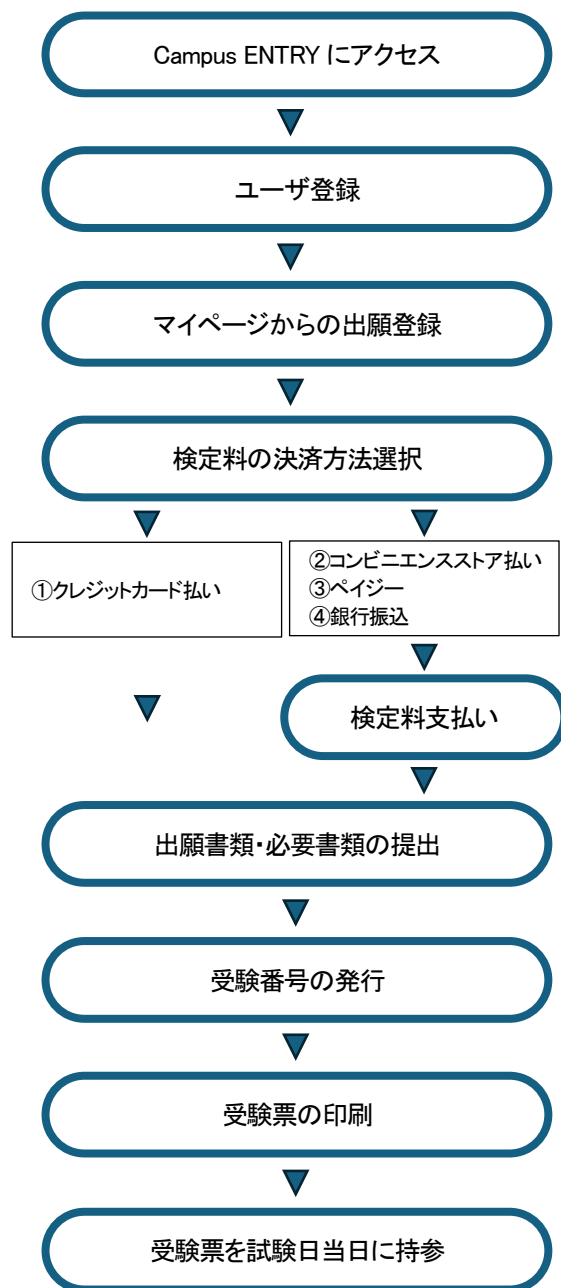 Campus ENTRY にアクセス
ユーザ登録
マイページからの出願登録
検定料の決済方法選択
①クレジットカード払い
②コンビニエンスストア払い
③ペイジー
④銀行振込
検定料支払い
出願書類・必要書類の提出
受験番号の発行
受験票の印刷
受験票を試験日当日に持参